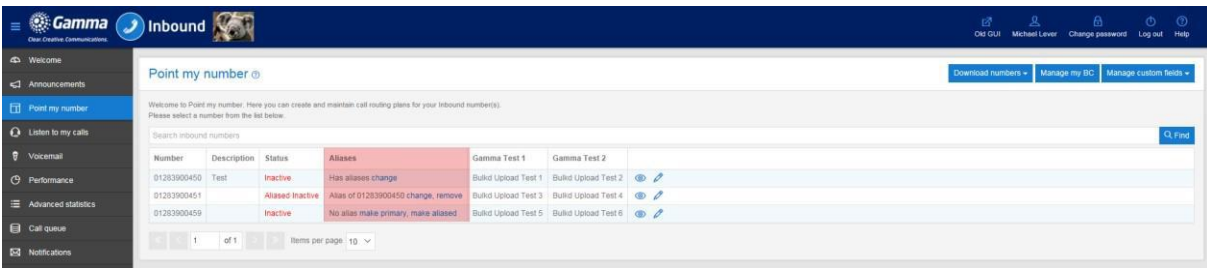 Gamma
Clear. Creative. Communications.
Inbound
Old GUI
Michael Lever
Change password
Log out
Help
Welcome
Announcements
Point my number
Listen to my calls
Voicemail
Performance
Advanced statistics
Call queue
Notifications
Point my number
Download numbers
Manage my BC
Manage custom fields
Welcome to Point my number. Here you can create and maintain call routing plans for your Inbound number(s).
Please select a number from the list below.
Search inbound numbers
Find
Number Description Status Aliases Gamma Test 1 Gamma Test 2
01283900450 Test Inactive Has aliases change Bulkd Upload Test 1 Bulkd Upload Test 2
01283900451 Aliased Inactive Alias of 01283900450 change, remove Bulkd Upload Test 3 Bulkd Upload Test 4
01283900459 Inactive No alias make primary, make aliased Bulkd Upload Test 5 Bulkd Upload Test 6
1 of 1 Items per page 10